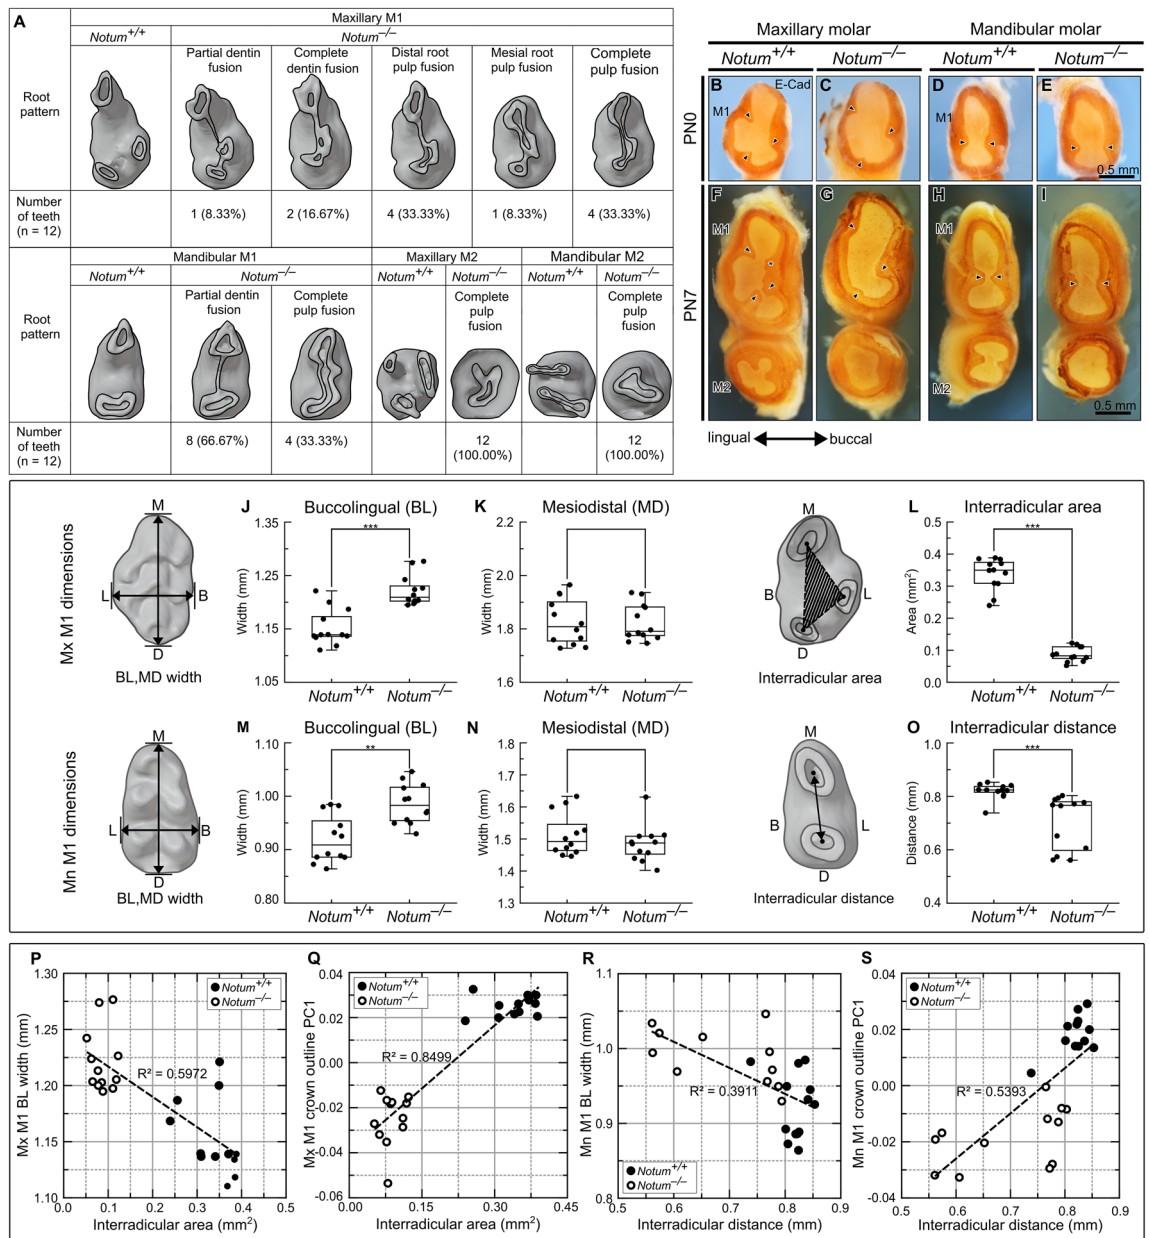 A
Maxillary M1
Notum+/+
Notum−/−
Root pattern
Partial dentin fusion
Complete dentin fusion
Distal root pulp fusion
Mesial root pulp fusion
Complete pulp fusion
Number of teeth (n = 12)
1 (8.33%)
2 (16.67%)
4 (33.33%)
1 (8.33%)
4 (33.33%)
Mandibular M1
Maxillary M2
Mandibular M2
Notum+/+
Notum−/−
Notum+/+
Notum−/−
Notum+/+
Notum−/−
Root pattern
Partial dentin fusion
Complete pulp fusion
Complete pulp fusion
Complete pulp fusion
Number of teeth (n = 12)
8 (66.67%)
4 (33.33%)
12 (100.00%)
12 (100.00%)
Maxillary molar
Mandibular molar
Notum+/+
Notum−/−
Notum+/+
Notum−/−
PN0
B
E-Cad
M1
C
D
M1
E
0.5 mm
PN7
F
M1
*
M2
G
H
M1
M2
I
0.5 mm
lingual
buccal
Mx M1 dimensions
M
L
B
D
BL,MD width
J
Buccolingual (BL)
***
Width (mm)
1.35
1.25
1.15
1.05
Notum+/+
Notum−/−
K
Mesiodistal (MD)
Width (mm)
2.2
2.0
1.8
1.6
Notum+/+
Notum−/−
M
B
L
D
Interradicular area
L
Interradicular area
***
Area (mm2)
0.5
0.4
0.3
0.2
0.1
0.0
Notum+/+
Notum−/−
Mn M1 dimensions
M
L
B
D
BL,MD width
M
Buccolingual (BL)
**
Width (mm)
1.10
1.00
0.90
0.80
Notum+/+
Notum−/−
N
Mesiodistal (MD)
Width (mm)
1.8
1.7
1.6
1.5
1.4
1.3
Notum+/+
Notum−/−
M
B
L
D
Interradicular distance
O
Interradicular distance
***
Distance (mm)
1.0
0.8
0.6
0.4
Notum+/+
Notum−/−
P
Mx M1 BL width (mm)
1.30
1.25
1.20
1.15
1.10
Notum+/+
Notum−/−
R² = 0.5972
0.0
0.1
0.2
0.3
0.4
0.5
Interradicular area (mm2)
Q
Mx M1 crown outline PC1
0.04
0.02
0.00
-0.02
-0.04
-0.06
Notum+/+
Notum−/−
R² = 0.8499
0.00
0.15
0.30
0.45
Interradicular area (mm2)
R
Mn M1 BL width (mm)
1.1
1.0
0.9
0.8
R² = 0.3911
Notum+/+
Notum−/−
0.5
0.6
0.7
0.8
0.9
Interradicular distance (mm)
S
Mn M1 crown outline PC1
0.04
0.02
0.00
-0.02
-0.04
Notum+/+
Notum−/−
R² = 0.5393
0.5
0.6
0.7
0.8
0.9
Interradicular distance (mm)